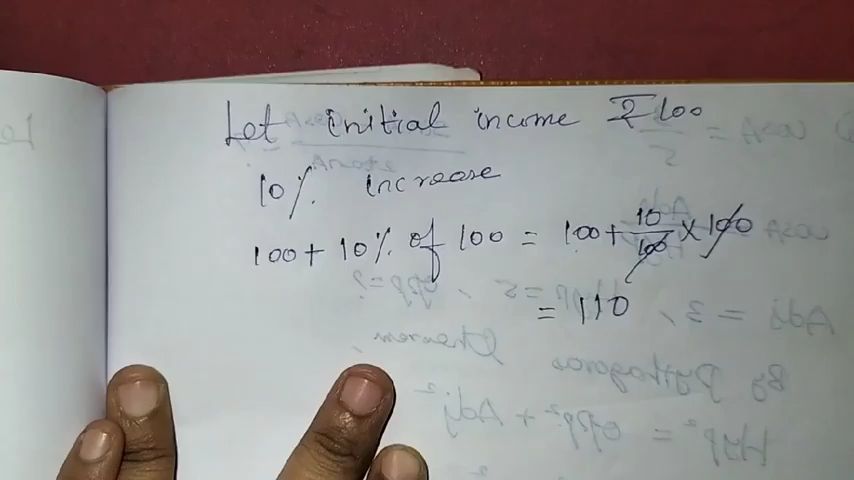 Let initial income ₹100
10% increase
100 + 10% of 100 = 100 + 10/100 × 100
= 110